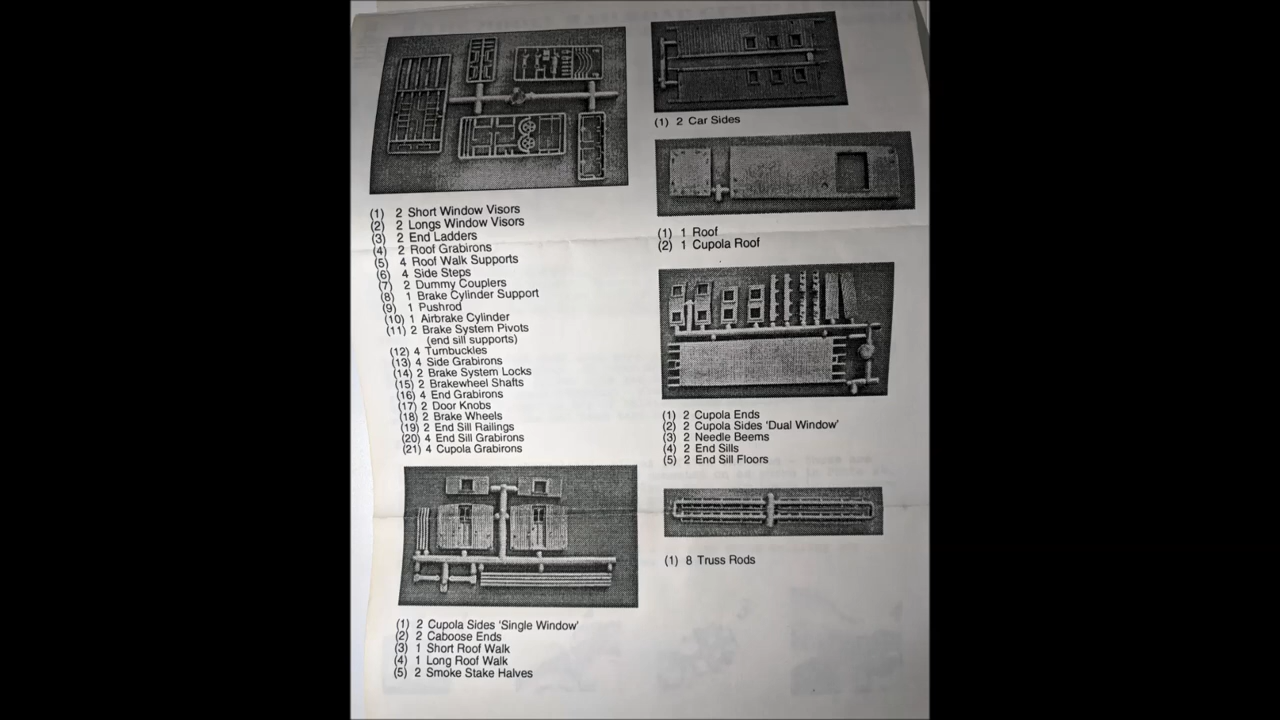 (1) 2 Short Window Visors
(2) 2 Longs Window Visors
(3) 2 End Ladders
(4) 2 Roof Grabirons
(5) 4 Roof Walk Supports
(6) 4 Side Steps
(7) 2 Dummy Couplers
(8) 1 Brake Cylinder Support
(9) 1 Pushrod
(10) 1 Airbrake Cylinder
(11) 2 Brake System Pivots
(end sill supports)
(12) 4 Turnbuckles
(13) 4 Side Grabirons
(14) 2 Brake System Locks
(15) 2 Brakewheel Shafts
(16) 4 End Grabirons
(17) 2 Door Knobs
(18) 2 Brake Wheels
(19) 2 End Sill Railings
(20) 4 End Sill Grabirons
(21) 4 Cupola Grabirons
(1) 2 Cupola Sides 'Single Window'
(2) 2 Caboose Ends
(3) 1 Short Roof Walk
(4) 1 Long Roof Walk
(5) 2 Smoke Stake Halves
(1) 2 Car Sides
(1) 1 Roof
(2) 1 Cupola Roof
(1) 2 Cupola Ends
(2) 2 Cupola Sides 'Dual Window'
(3) 2 Needle Beems
(4) 2 End Sills
(5) 2 End Sill Floors
(1) 8 Truss Rods